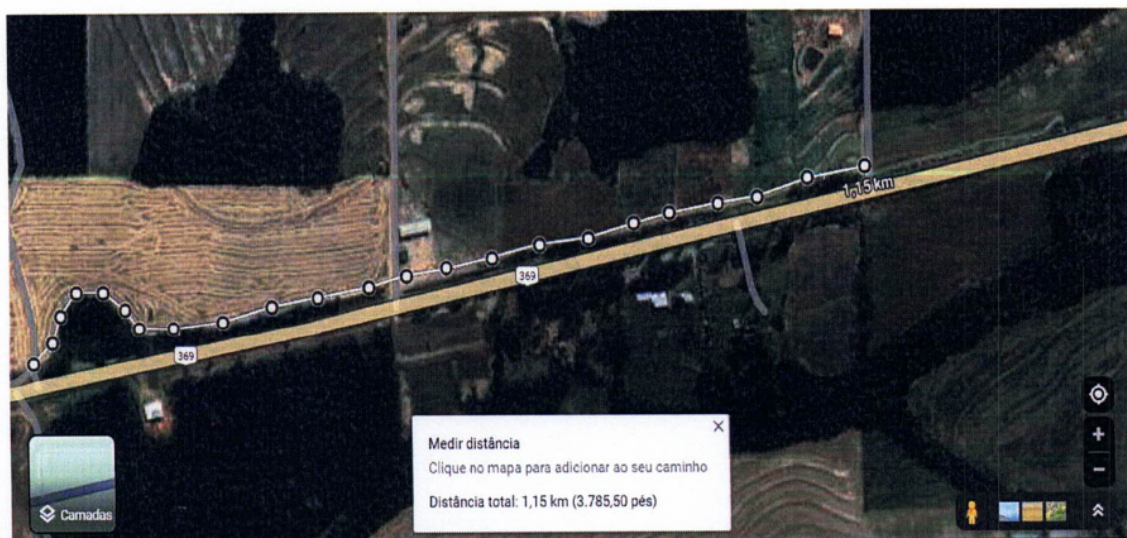 1,15 km
369
369
Medir distância
Clique no mapa para adicionar ao seu caminho
Distância total: 1,15 km (3.785,50 pés)
Camadas